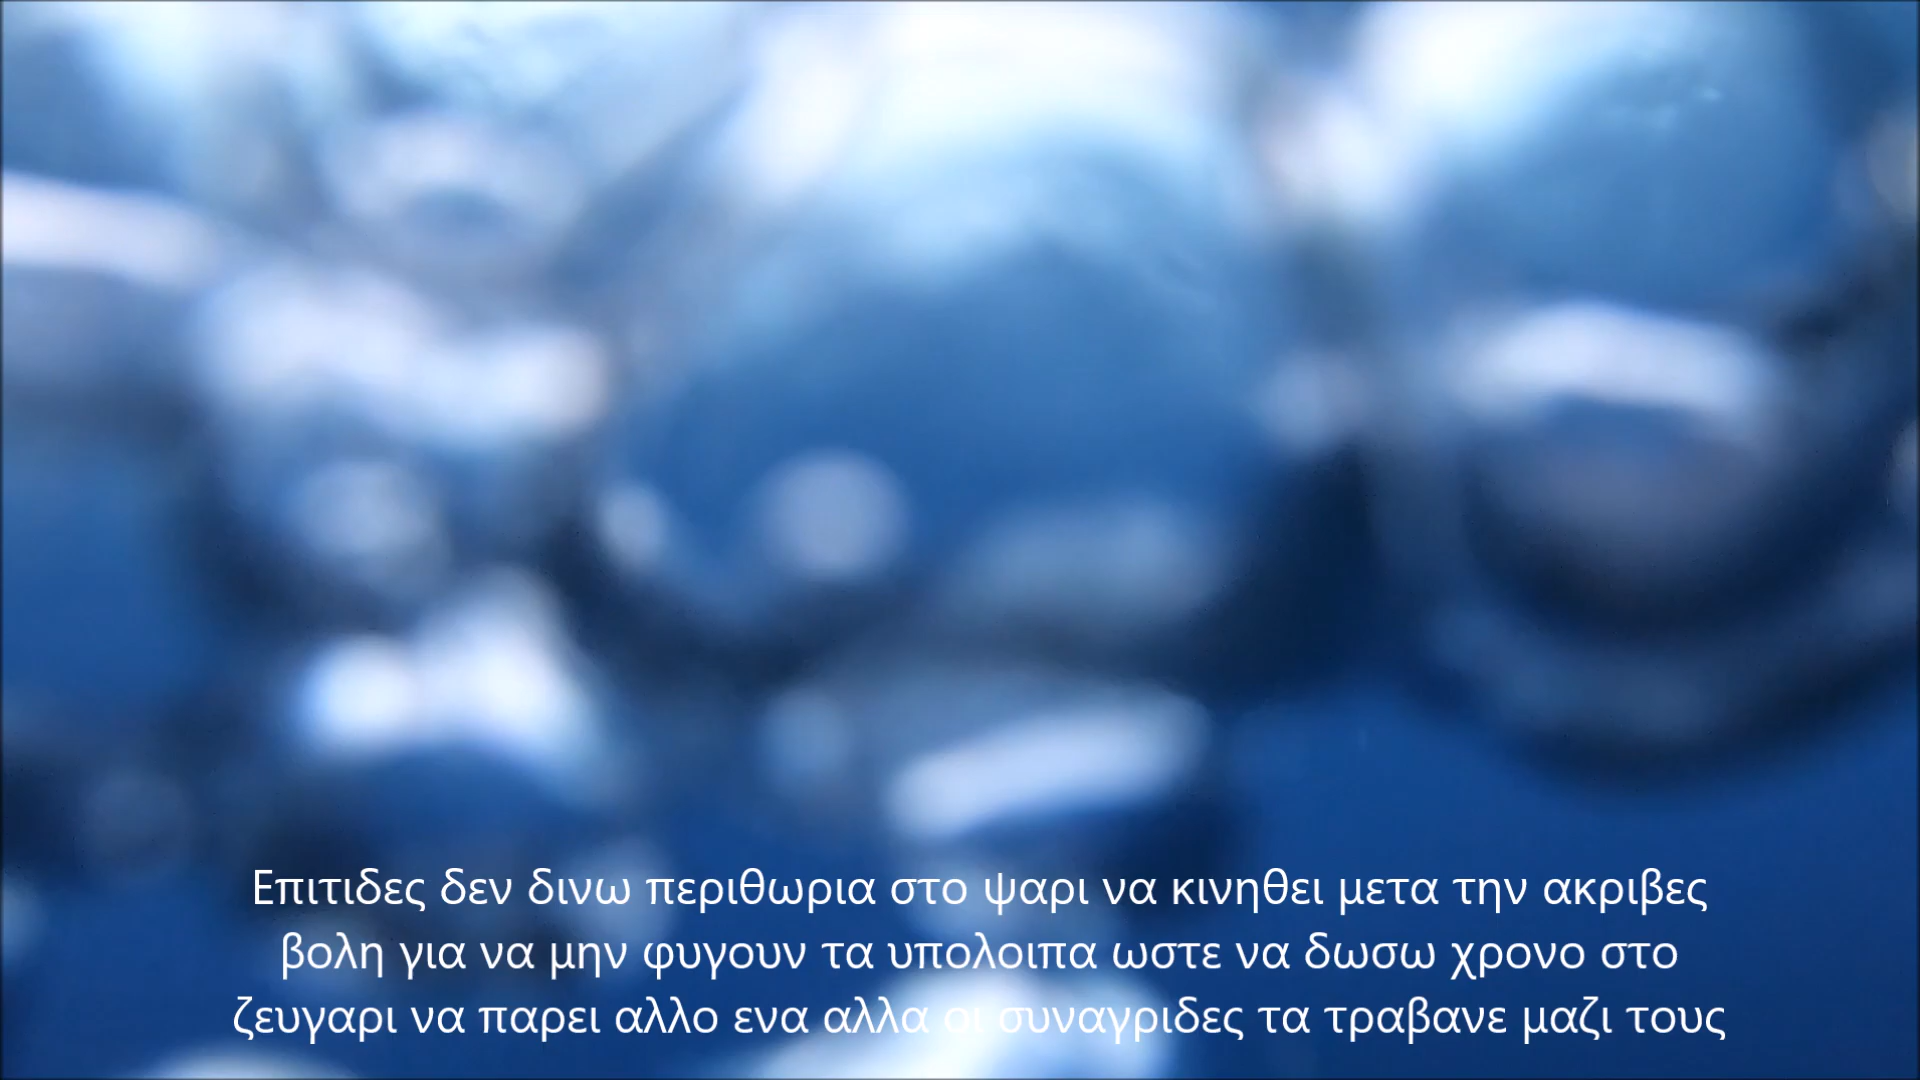 Επιτιδες δεν δινω περιθωρια στο ψαρι να κινηθει μετα την ακριβες
βολη για να μην φυγουν τα υπολοιπα ωστε να δωσω χρονο στο
ζευγαρι να παρει αλλο ενα αλλα οι συναγριδες τα τραβανε μαζι τους